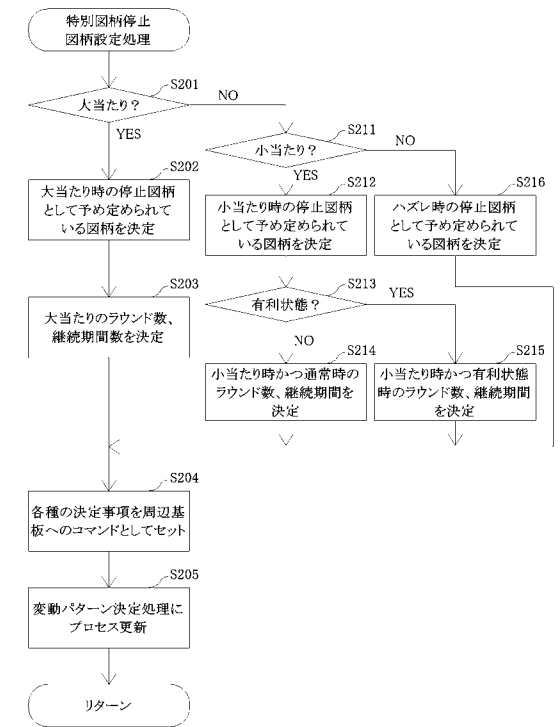 特別図柄停止
図柄設定処理
S201
大当たり？
NO
YES
S211
小当たり？
NO
YES
S202
大当たり時の停止図柄
として予め定められて
いる図柄を決定
S212
小当たり時の停止図柄
として予め定められて
いる図柄を決定
S216
ハズレ時の停止図柄
として予め定められて
いる図柄を決定
S203
大当たりのラウンド数、
継続期間数を決定
S213
有利状態？
YES
NO
S214
小当たり時かつ通常時の
ラウンド数、継続期間を
決定
S215
小当たり時かつ有利状態
時のラウンド数、継続期間
を決定
S204
各種の決定事項を周辺基
板へのコマンドとしてセット
S205
変動パターン決定処理に
プロセス更新
リターン